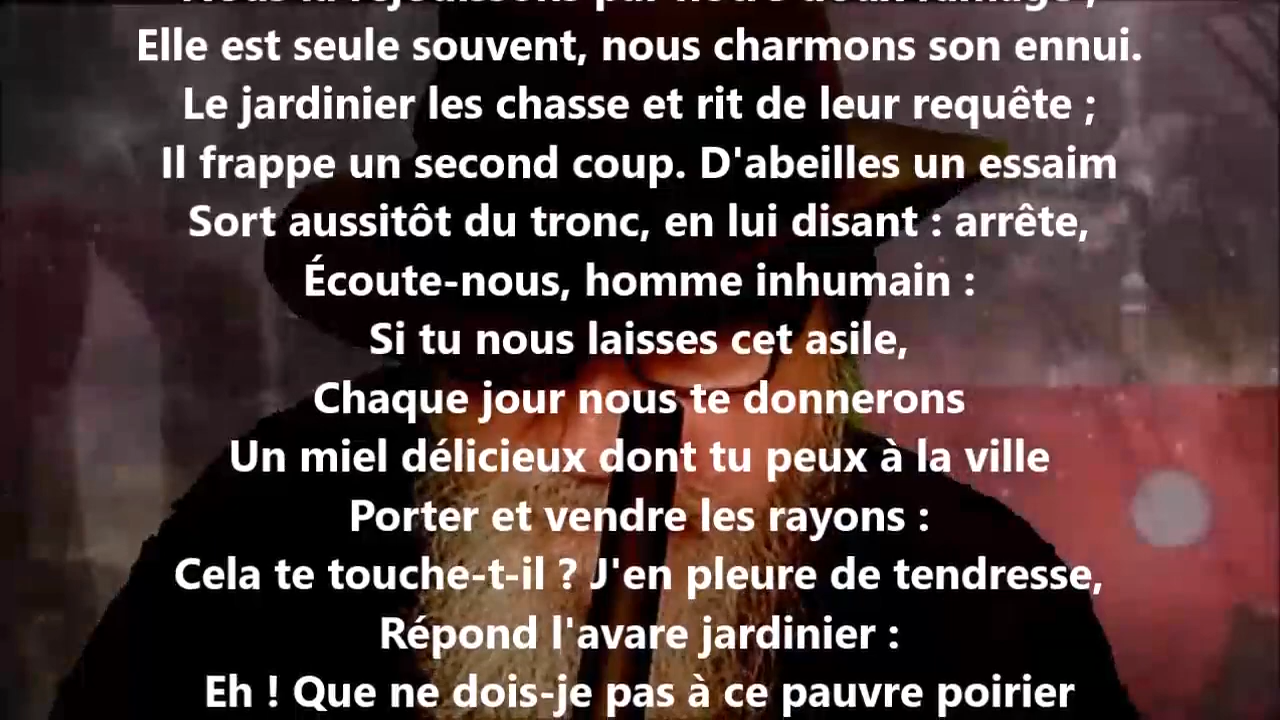 Elle est seule souvent, nous charmons son ennui.
Le jardinier les chasse et rit de leur requête ;
Il frappe un second coup. D'abeilles un essaim
Sort aussitôt du tronc, en lui disant : arrête,
Écoute-nous, homme inhumain :
Si tu nous laisses cet asile,
Chaque jour nous te donnerons
Un miel délicieux dont tu peux à la ville
Porter et vendre les rayons :
Cela te touche-t-il ? J'en pleure de tendresse,
Répond l'avare jardinier :
Eh ! Que ne dois-je pas à ce pauvre poirier